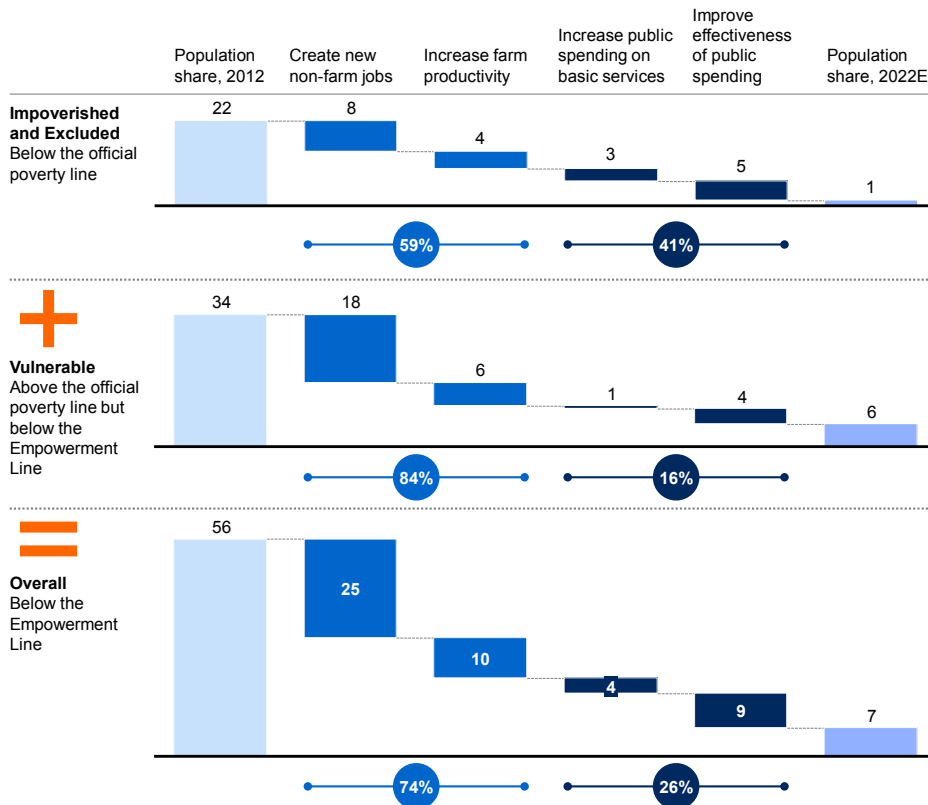 Population
share, 2012
Create new
non-farm jobs
Increase farm
productivity
Increase public
spending on
basic services
Improve
effectiveness
of public
spending
Population
share, 2022E
Impoverished
and Excluded
Below the official
poverty line
22
8
4
3
5
1
59%
41%
Vulnerable
Above the official
poverty line but
below the
Empowerment
Line
34
18
6
1
4
6
84%
16%
Overall
Below the
Empowerment
Line
56
25
10
4
9
7
74%
26%